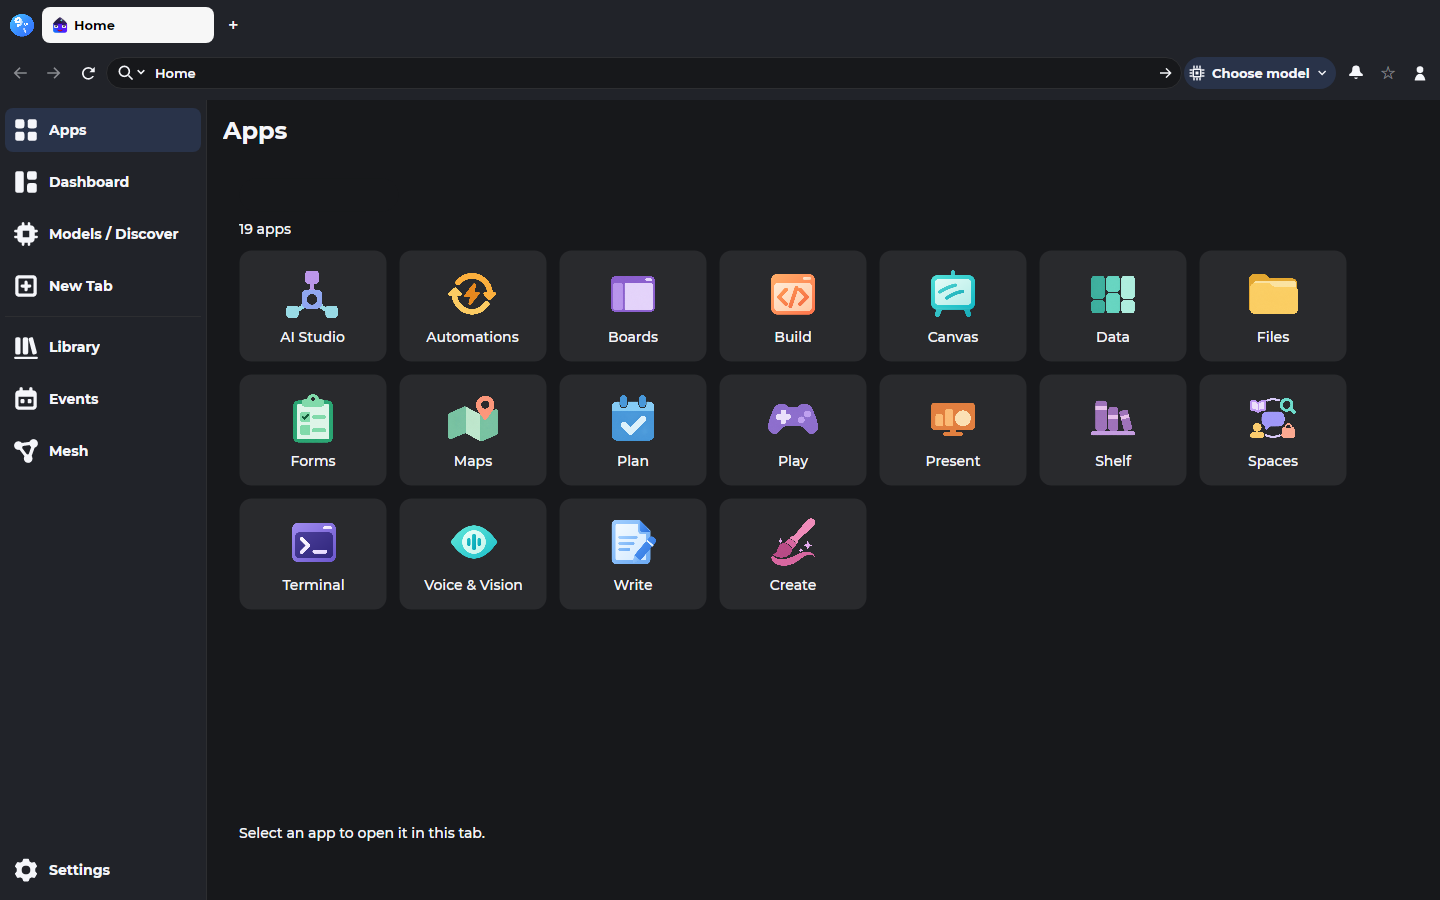 Home
+
Home
Choose model
Apps
Dashboard
Models / Discover
New Tab
Library
Events
Mesh
Settings
Apps
19 apps
AI Studio
Automations
Boards
Build
Canvas
Data
Files
Forms
Maps
Plan
Play
Present
Shelf
Spaces
Terminal
Voice & Vision
Write
Create
Select an app to open it in this tab.